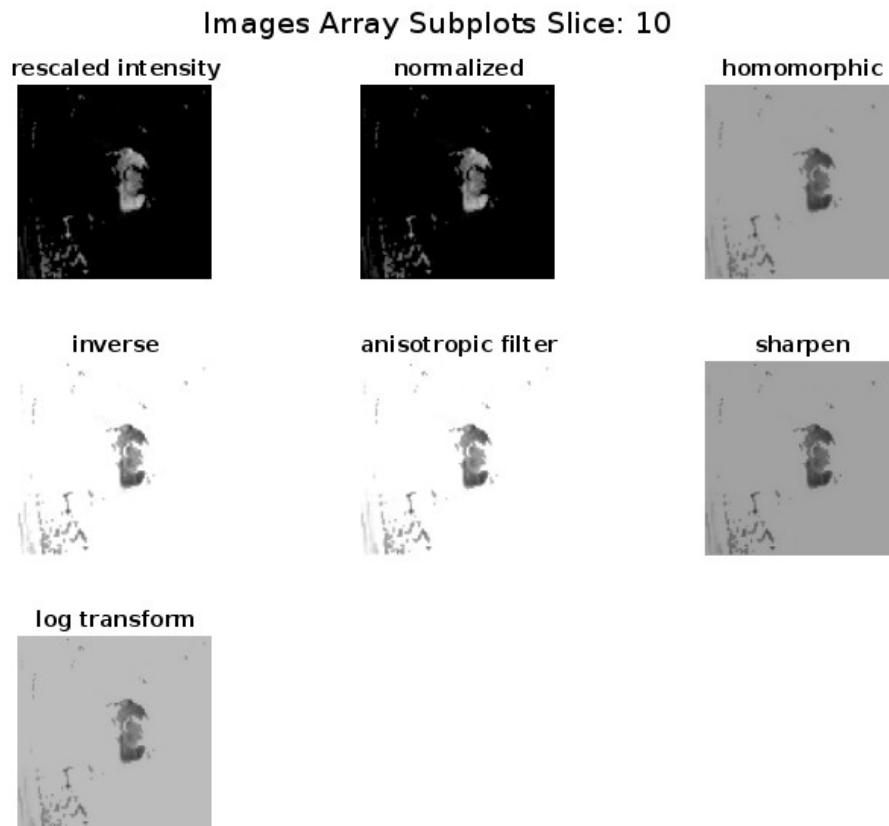 Images Array Subplots Slice: 10
rescaled intensity
normalized
homomorphic
inverse
anisotropic filter
sharpen
log transform